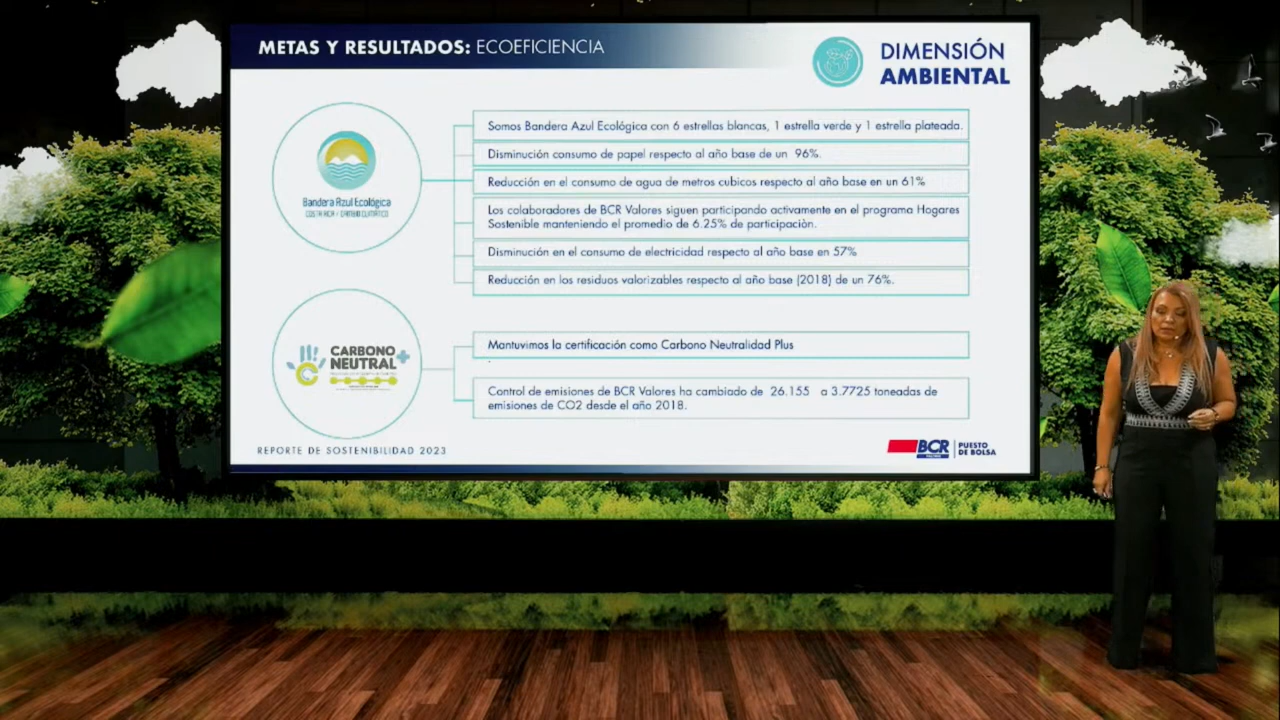 METAS Y RESULTADOS: ECOEFICIENCIA
DIMENSIÓN
AMBIENTAL
Bandera Azul Ecológica
COSTA RICA / CAMBIO CLIMÁTICO
Somos Bandera Azul Ecológica con 6 estrellas blancas, 1 estrella verde y 1 estrella plateada.
Disminución consumo de papel respecto al año base de un 96%.
Reducción en el consumo de agua de metros cubicos respecto al año base en un 61%
Los colaboradores de BCR Valores siguen participando activamente en el programa Hogares
Sostenible manteniendo el promedio de 6.25% de participación.
Disminución en el consumo de electricidad respecto al año base en 57%
Reducción en los residuos valorizables respecto al año base (2018) de un 76%.
CARBONO
NEUTRAL+
Mantuvimos la certificación como Carbono Neutralidad Plus
Control de emisiones de BCR Valores ha cambiado de 26.155 a 3.7725 toneadas de
emisiones de CO2 desde el año 2018.
REPORTE DE SOSTENIBILIDAD 2023
BCR
PUESTO
DE BOLSA